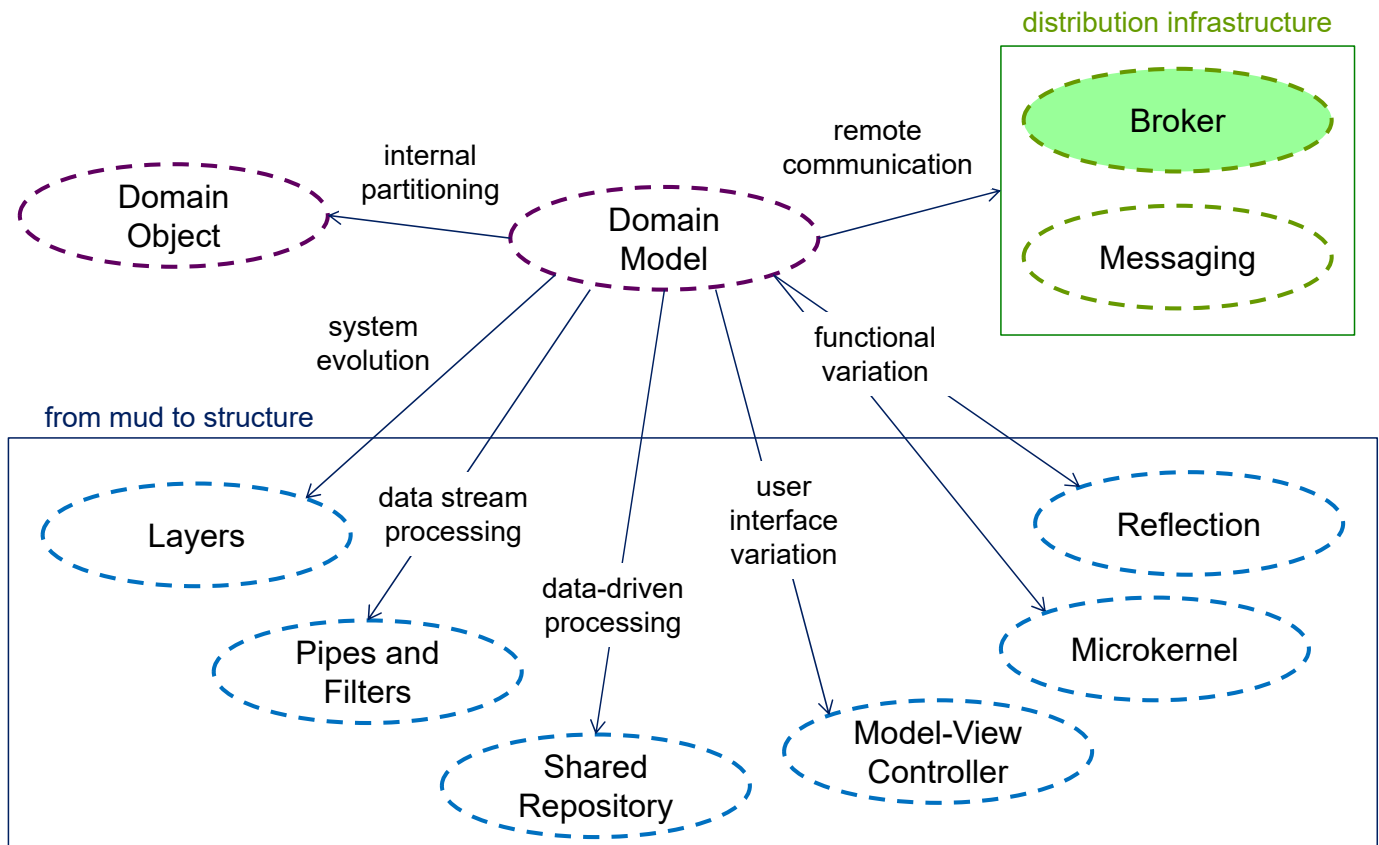 distribution infrastructure
Broker
remote
communication
internal
partitioning
Domain
Object
Domain
Model
Messaging
system
evolution
functional
variation
from mud to structure
Layers
data stream
processing
user
interface
variation
Reflection
data-driven
processing
Pipes and
Filters
Microkernel
Shared
Repository
Model-View
Controller